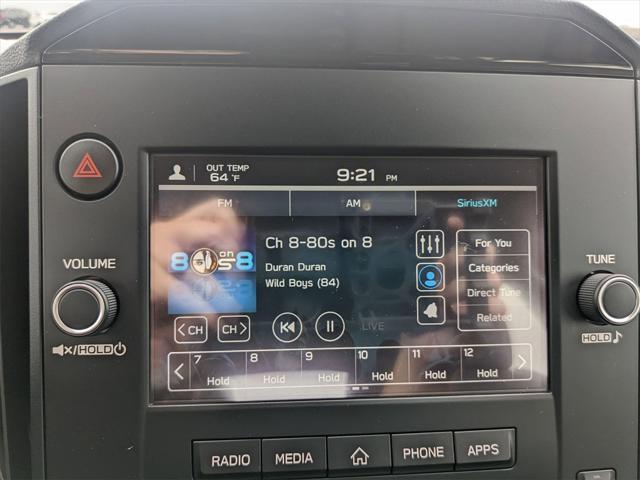 OUT TEMP
64 °F
9:21 PM
FM AM SiriusXM
Ch 8-80s on 8
80s on 8
Duran Duran
Wild Boys (84)
For You
Categories
Direct Tune
Related
VOLUME
TUNE
HOLD
HOLD
< CH
CH >
LIVE
7 8 9 10 11 12
Hold Hold Hold Hold Hold Hold
RADIO MEDIA PHONE APPS